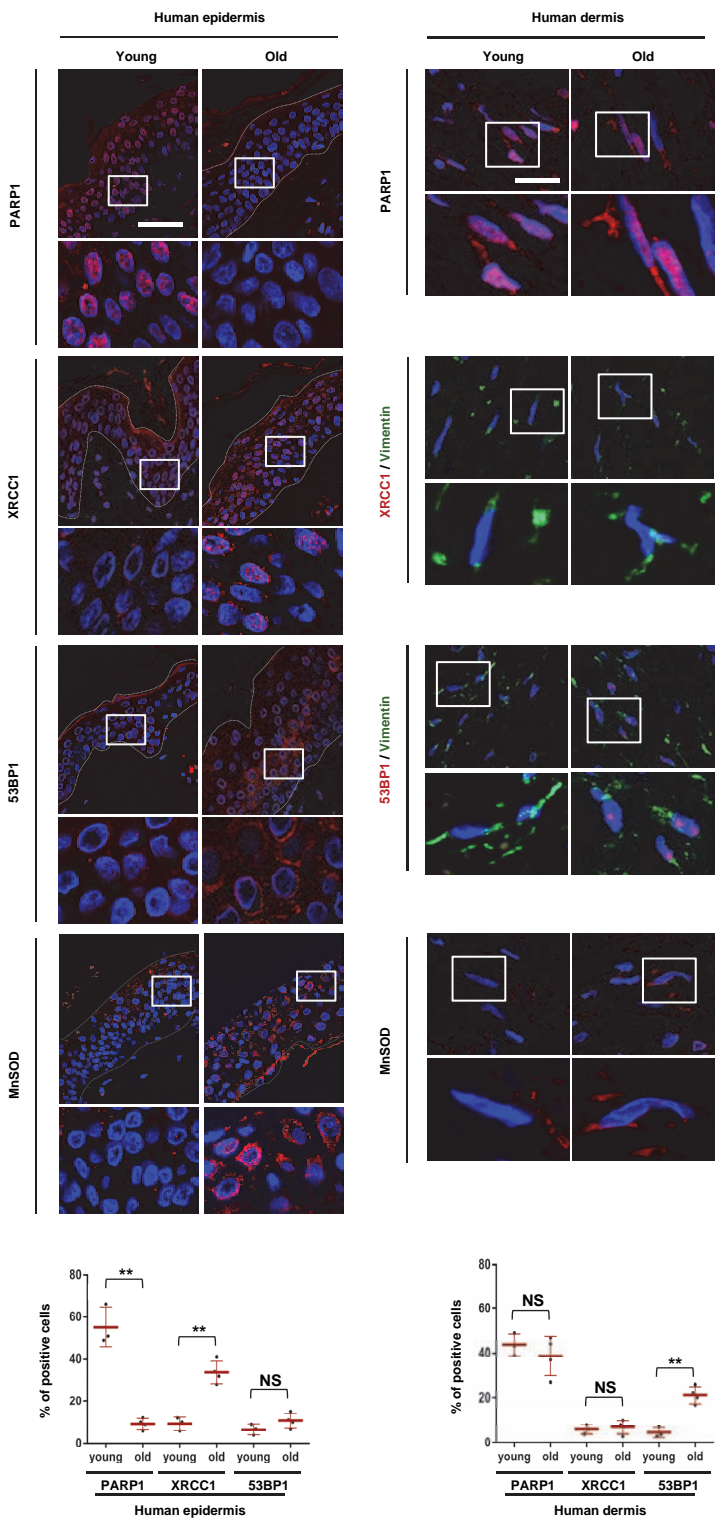 Human epidermis
Young Old
PARP1
XRCC1
53BP1
MnSOD
Human dermis
Young Old
PARP1
XRCC1 / Vimentin
53BP1 / Vimentin
MnSOD
% of positive cells
80
60
40
20
0
**
**
NS
young old young old young old
PARP1 XRCC1 53BP1
Human epidermis
% of positive cells
80
60
40
20
0
NS
NS
**
young old young old young old
PARP1 XRCC1 53BP1
Human dermis